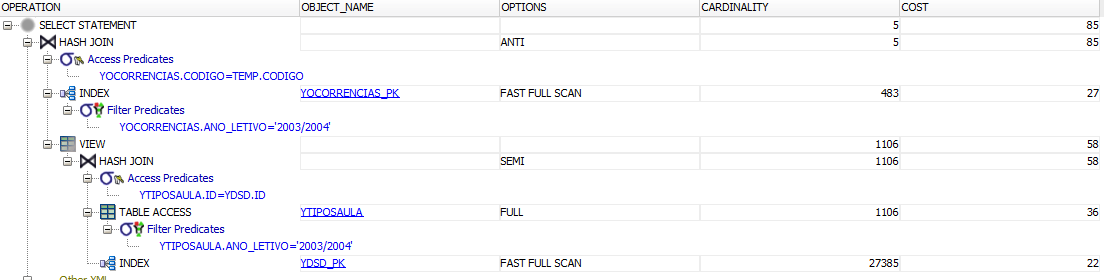 OPERATION OBJECT_NAME OPTIONS CARDINALITY COST
SELECT STATEMENT 5 85
HASH JOIN ANTI 5 85
Access Predicates
YOCORRENCIAS.CODIGO=TEMP.CODIGO
INDEX YOCORRENCIAS_PK FAST FULL SCAN 483 27
Filter Predicates
YOCORRENCIAS.ANO_LETIVO='2003/2004'
VIEW 1106 58
HASH JOIN SEMI 1106 58
Access Predicates
YTIPOSAULA.ID=YDSD.ID
TABLE ACCESS YTIPOSAULA FULL 1106 36
Filter Predicates
YTIPOSAULA.ANO_LETIVO='2003/2004'
INDEX YDSD_PK FAST FULL SCAN 27385 22
Other XML